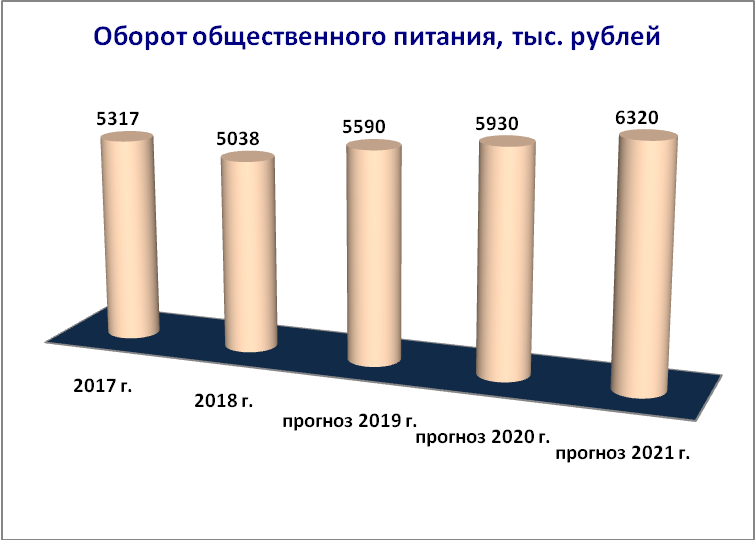 Оборот общественного питания, тыс. рублей
5317
5038
5590
5930
6320
2017 г.
2018 г.
прогноз 2019 г.
прогноз 2020 г.
прогноз 2021 г.